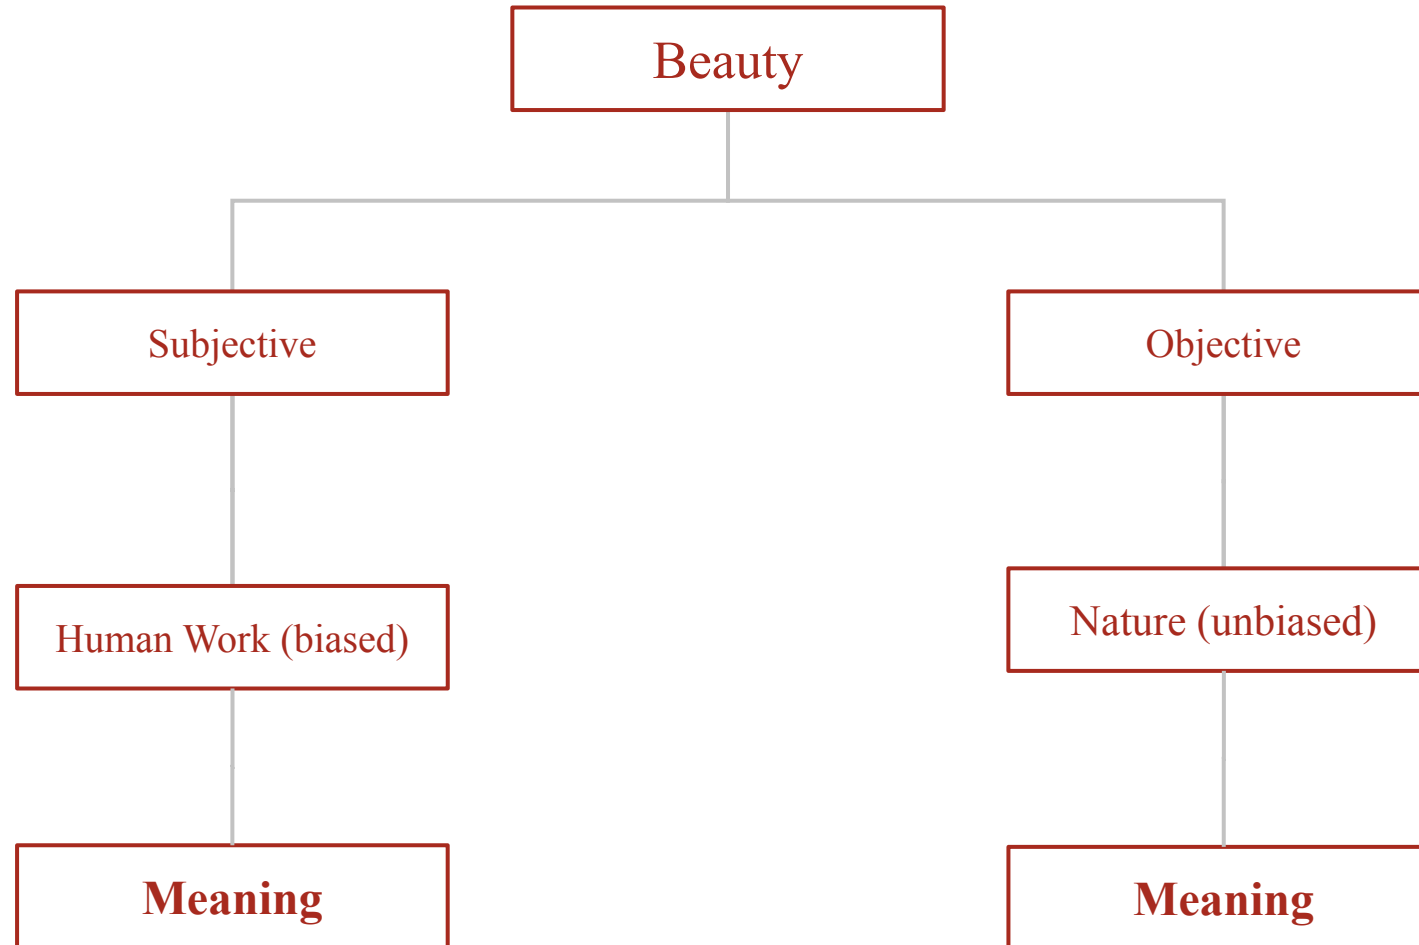 Beauty
Subjective
Objective
Human Work (biased)
Nature (unbiased)
Meaning
Meaning